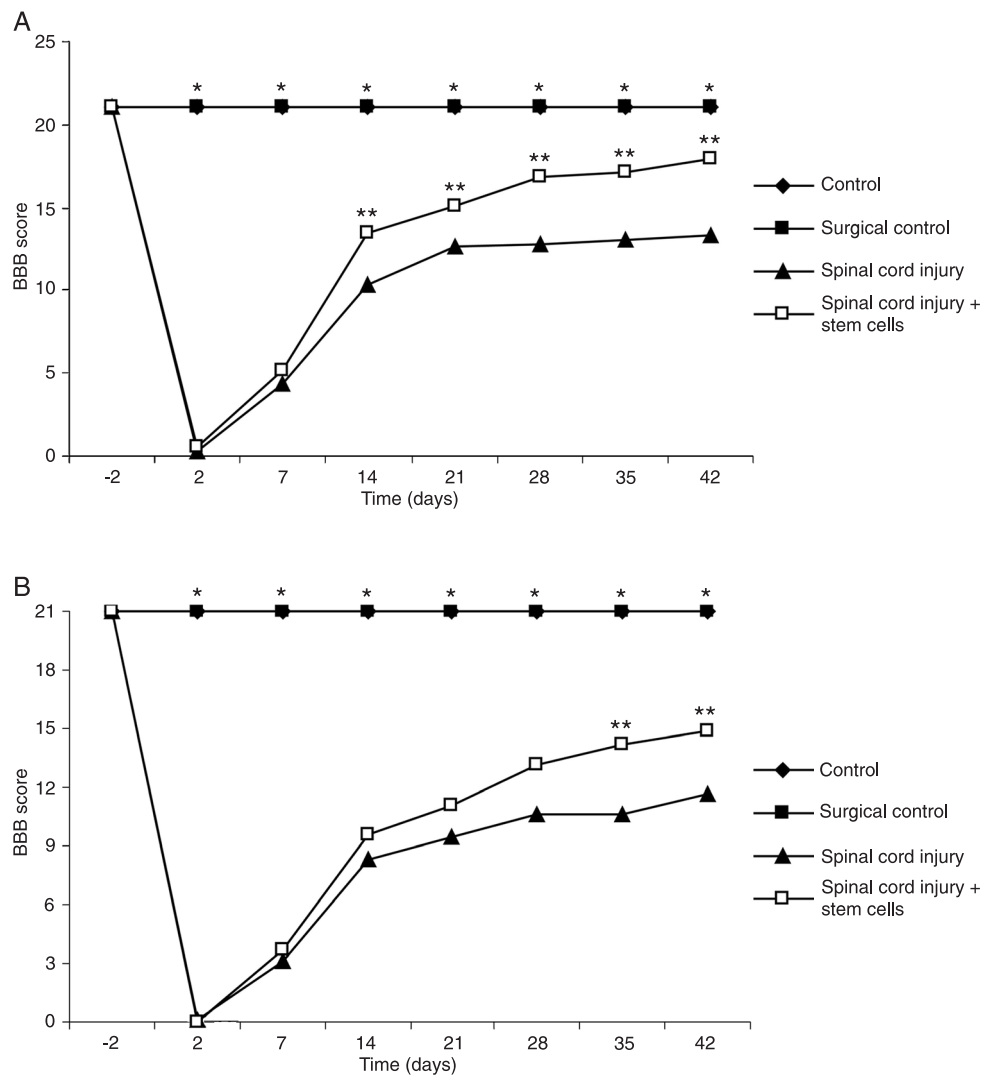 A
25
20
15
10
5
0
BBB score
* * * * * * *
** ** ** ** **
-2 2 7 14 21 28 35 42
Time (days)
Control
Surgical control
Spinal cord injury
Spinal cord injury +
stem cells
B
21
18
15
12
9
6
3
0
BBB score
* * * * * * *
** **
-2 2 7 14 21 28 35 42
Time (days)
Control
Surgical control
Spinal cord injury
Spinal cord injury +
stem cells